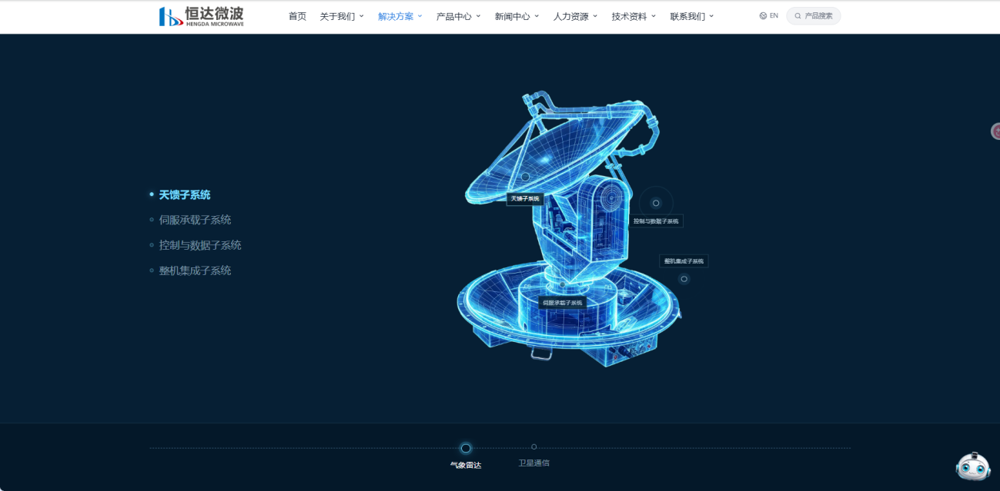 恒达微波
HENGDA MICROWAVE
首页 关于我们 解决方案 产品中心 新闻中心 人力资源 技术资料 联系我们 EN 产品搜索
天馈子系统
伺服承载子系统
控制与数据子系统
整机集成子系统
天馈子系统
控制与数据子系统
整机集成子系统
伺服承载子系统
气象雷达 卫星通信